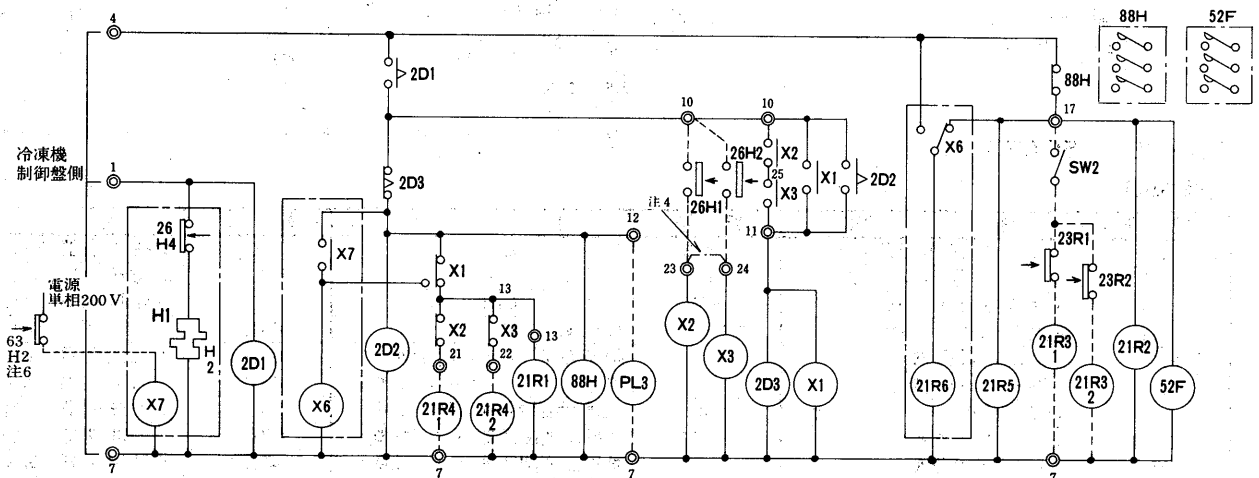 88H
52F
4
2D1
88H
10
10
17
X2
26H2
X6
X1
2D2
SW2
25
X3
26H1
冷凍機
制御盤側
1
2D3
注4
12
11
26
H4
X7
X1
23
24
23R1
23R2
電源
単相200V
13
X2
X3
13
63
H2
注6
H1
H
2
2D1
2D2
21
22
X2
X3
X7
X6
21R4
1
21R4
2
21R1
88H
PL3
2D3
X1
21R6
21R5
21R3
1
21R3
2
21R2
52F
7
7
7
7